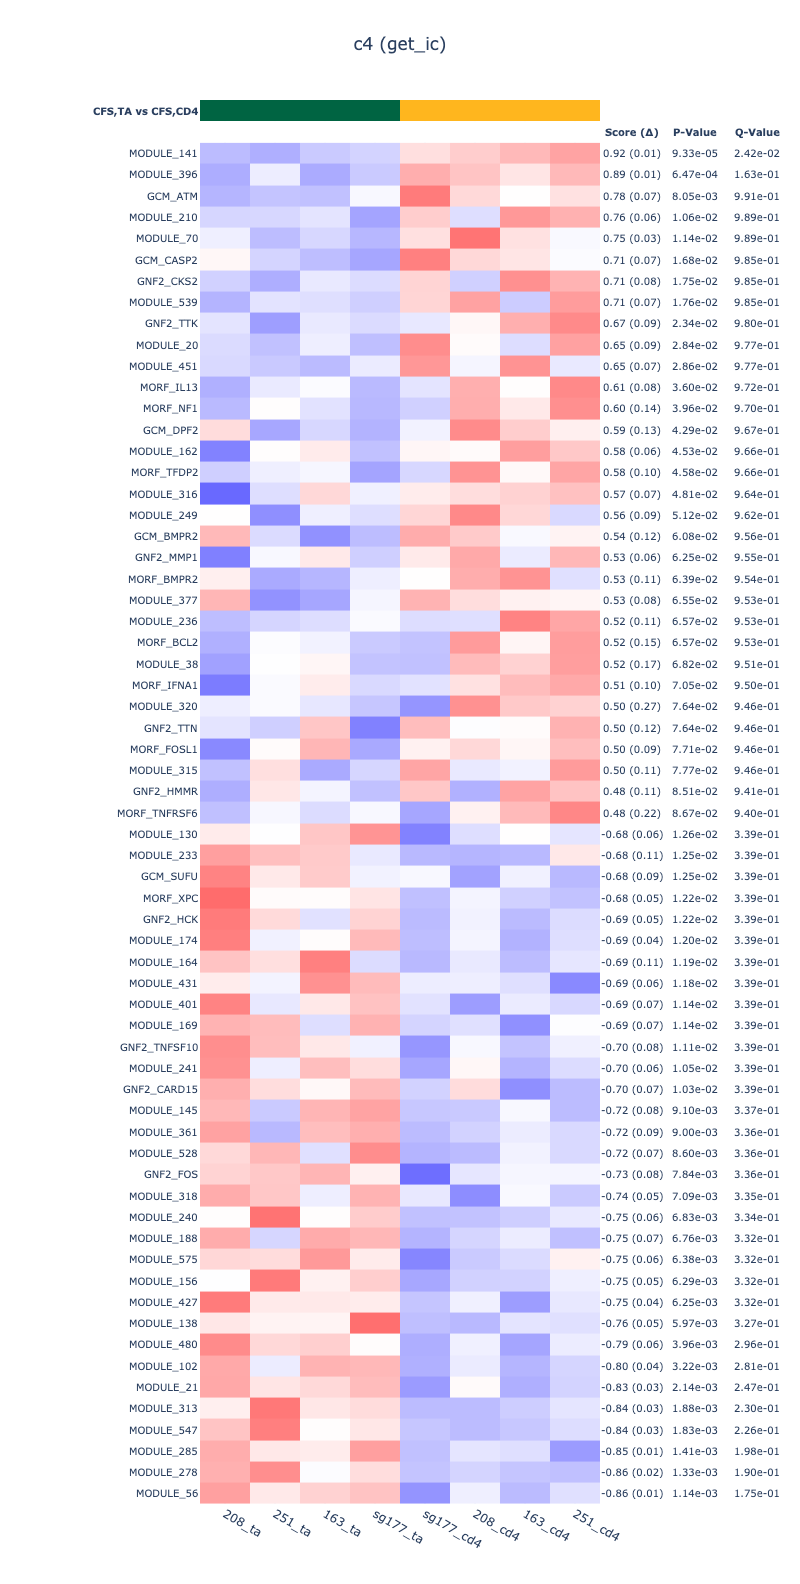 c4 (get_ic)
CFS,TA vs CFS,CD4
Score (Δ) P-Value Q-Value
MODULE_141 0.92 (0.01) 9.33e-05 2.42e-02
MODULE_396 0.89 (0.01) 6.47e-04 1.63e-01
GCM_ATM 0.78 (0.07) 8.05e-03 9.91e-01
MODULE_210 0.76 (0.06) 1.06e-02 9.89e-01
MODULE_70 0.75 (0.03) 1.14e-02 9.89e-01
GCM_CASP2 0.71 (0.07) 1.68e-02 9.85e-01
GNF2_CKS2 0.71 (0.08) 1.75e-02 9.85e-01
MODULE_539 0.71 (0.07) 1.76e-02 9.85e-01
GNF2_TTK 0.67 (0.09) 2.34e-02 9.80e-01
MODULE_20 0.65 (0.09) 2.84e-02 9.77e-01
MODULE_451 0.65 (0.07) 2.86e-02 9.77e-01
MORF_IL13 0.61 (0.08) 3.60e-02 9.72e-01
MORF_NF1 0.60 (0.14) 3.96e-02 9.70e-01
GCM_DPF2 0.59 (0.13) 4.29e-02 9.67e-01
MODULE_162 0.58 (0.06) 4.53e-02 9.66e-01
MORF_TFDP2 0.58 (0.10) 4.58e-02 9.66e-01
MODULE_316 0.57 (0.07) 4.81e-02 9.64e-01
MODULE_249 0.56 (0.09) 5.12e-02 9.62e-01
GCM_BMPR2 0.54 (0.12) 6.08e-02 9.56e-01
GNF2_MMP1 0.53 (0.06) 6.25e-02 9.55e-01
MORF_BMPR2 0.53 (0.11) 6.39e-02 9.54e-01
MODULE_377 0.53 (0.08) 6.55e-02 9.53e-01
MODULE_236 0.52 (0.11) 6.57e-02 9.53e-01
MORF_BCL2 0.52 (0.15) 6.57e-02 9.53e-01
MODULE_38 0.52 (0.17) 6.82e-02 9.51e-01
MORF_IFNA1 0.51 (0.10) 7.05e-02 9.50e-01
MODULE_320 0.50 (0.27) 7.64e-02 9.46e-01
GNF2_TTN 0.50 (0.12) 7.64e-02 9.46e-01
MORF_FOSL1 0.50 (0.09) 7.71e-02 9.46e-01
MODULE_315 0.50 (0.11) 7.77e-02 9.46e-01
GNF2_HMMR 0.48 (0.11) 8.51e-02 9.41e-01
MORF_TNFRSF6 0.48 (0.22) 8.67e-02 9.40e-01
MODULE_130 -0.68 (0.06) 1.26e-02 3.39e-01
MODULE_233 -0.68 (0.11) 1.25e-02 3.39e-01
GCM_SUFU -0.68 (0.09) 1.25e-02 3.39e-01
MORF_XPC -0.68 (0.05) 1.22e-02 3.39e-01
GNF2_HCK -0.69 (0.05) 1.22e-02 3.39e-01
MODULE_174 -0.69 (0.04) 1.20e-02 3.39e-01
MODULE_164 -0.69 (0.11) 1.19e-02 3.39e-01
MODULE_431 -0.69 (0.06) 1.18e-02 3.39e-01
MODULE_401 -0.69 (0.07) 1.14e-02 3.39e-01
MODULE_169 -0.69 (0.07) 1.14e-02 3.39e-01
GNF2_TNFSF10 -0.70 (0.08) 1.11e-02 3.39e-01
MODULE_241 -0.70 (0.06) 1.05e-02 3.39e-01
GNF2_CARD15 -0.70 (0.07) 1.03e-02 3.39e-01
MODULE_145 -0.72 (0.08) 9.10e-03 3.37e-01
MODULE_361 -0.72 (0.09) 9.00e-03 3.36e-01
MODULE_528 -0.72 (0.07) 8.60e-03 3.36e-01
GNF2_FOS -0.73 (0.08) 7.84e-03 3.36e-01
MODULE_318 -0.74 (0.05) 7.09e-03 3.35e-01
MODULE_240 -0.75 (0.06) 6.83e-03 3.34e-01
MODULE_188 -0.75 (0.07) 6.76e-03 3.32e-01
MODULE_575 -0.75 (0.06) 6.38e-03 3.32e-01
MODULE_156 -0.75 (0.05) 6.29e-03 3.32e-01
MODULE_427 -0.75 (0.04) 6.25e-03 3.32e-01
MODULE_138 -0.76 (0.05) 5.97e-03 3.27e-01
MODULE_480 -0.79 (0.06) 3.96e-03 2.96e-01
MODULE_102 -0.80 (0.04) 3.22e-03 2.81e-01
MODULE_21 -0.83 (0.03) 2.14e-03 2.47e-01
MODULE_313 -0.84 (0.03) 1.88e-03 2.30e-01
MODULE_547 -0.84 (0.03) 1.83e-03 2.26e-01
MODULE_285 -0.85 (0.01) 1.41e-03 1.98e-01
MODULE_278 -0.86 (0.02) 1.33e-03 1.90e-01
MODULE_56 -0.86 (0.01) 1.14e-03 1.75e-01
208_ta 251_ta 163_ta sg177_ta sg177_cd4 208_cd4 163_cd4 251_cd4